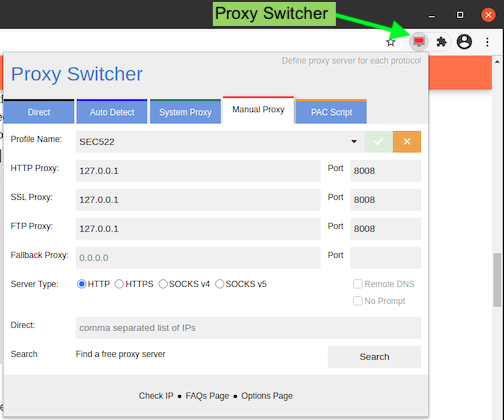 Proxy Switcher
Define proxy server for each protocol
Proxy Switcher
Direct
Auto Detect
System Proxy
Manual Proxy
PAC Script
Profile Name: SEC522
HTTP Proxy: 127.0.0.1 Port 8008
SSL Proxy: 127.0.0.1 Port 8008
FTP Proxy: 127.0.0.1 Port 8008
Fallback Proxy: 0.0.0.0 Port
Server Type: HTTP HTTPS SOCKS v4 SOCKS v5 Remote DNS
No Prompt
Direct: comma separated list of IPs
Search Find a free proxy server Search
Check IP ● FAQs Page ● Options Page